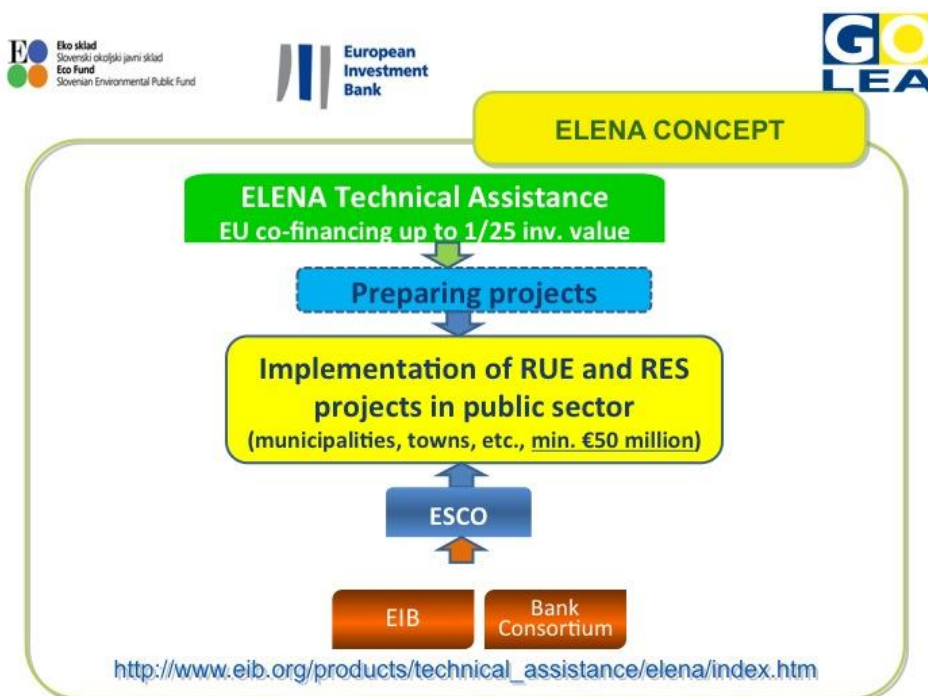 Eko sklad
Slovenski okoljski javni sklad
Eco Fund
Slovenian Environmental Public Fund
European
Investment
Bank
GO
LEA
ELENA CONCEPT
ELENA Technical Assistance
EU co-financing up to 1/25 inv. value
Preparing projects
Implementation of RUE and RES
projects in public sector
(municipalities, towns, etc., min. €50 million)
ESCO
EIB
Bank
Consortium
http://www.eib.org/products/technical_assistance/elena/index.htm